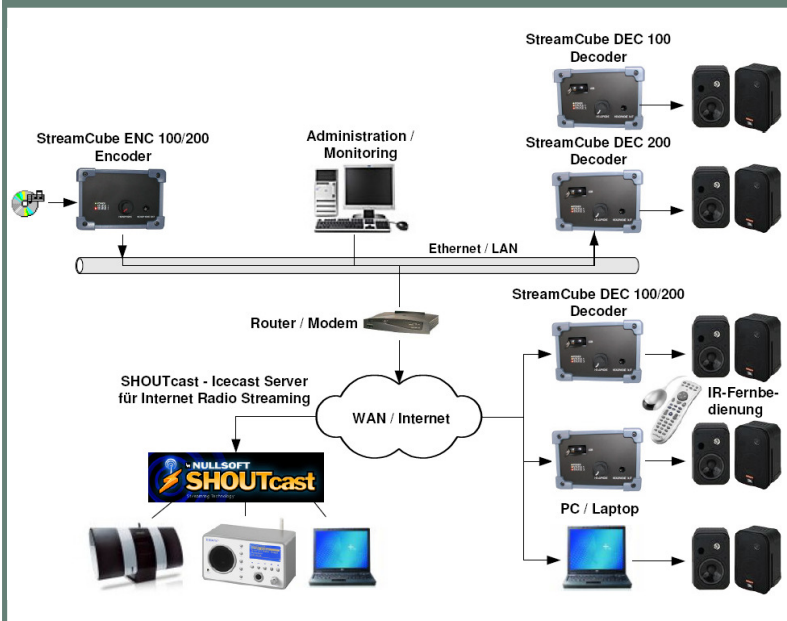 StreamCube DEC 100
Decoder
StreamCube ENC 100/200
Encoder
Administration /
Monitoring
StreamCube DEC 200
Decoder
Ethernet / LAN
StreamCube DEC 100/200
Decoder
Router / Modem
SHOUTcast - Icecast Server
für Internet Radio Streaming
WAN / Internet
IR-Fernbe-
dienung
NULLSOFT
SHOUTcast
Streaming Technology
PC / Laptop